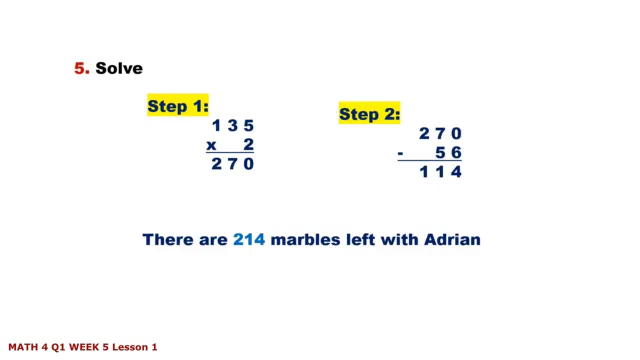 5. Solve
Step 1:
1 3 5
x 2
2 7 0
Step 2:
2 7 0
- 5 6
1 1 4
There are 214 marbles left with Adrian
MATH 4 Q1 WEEK 5 Lesson 1